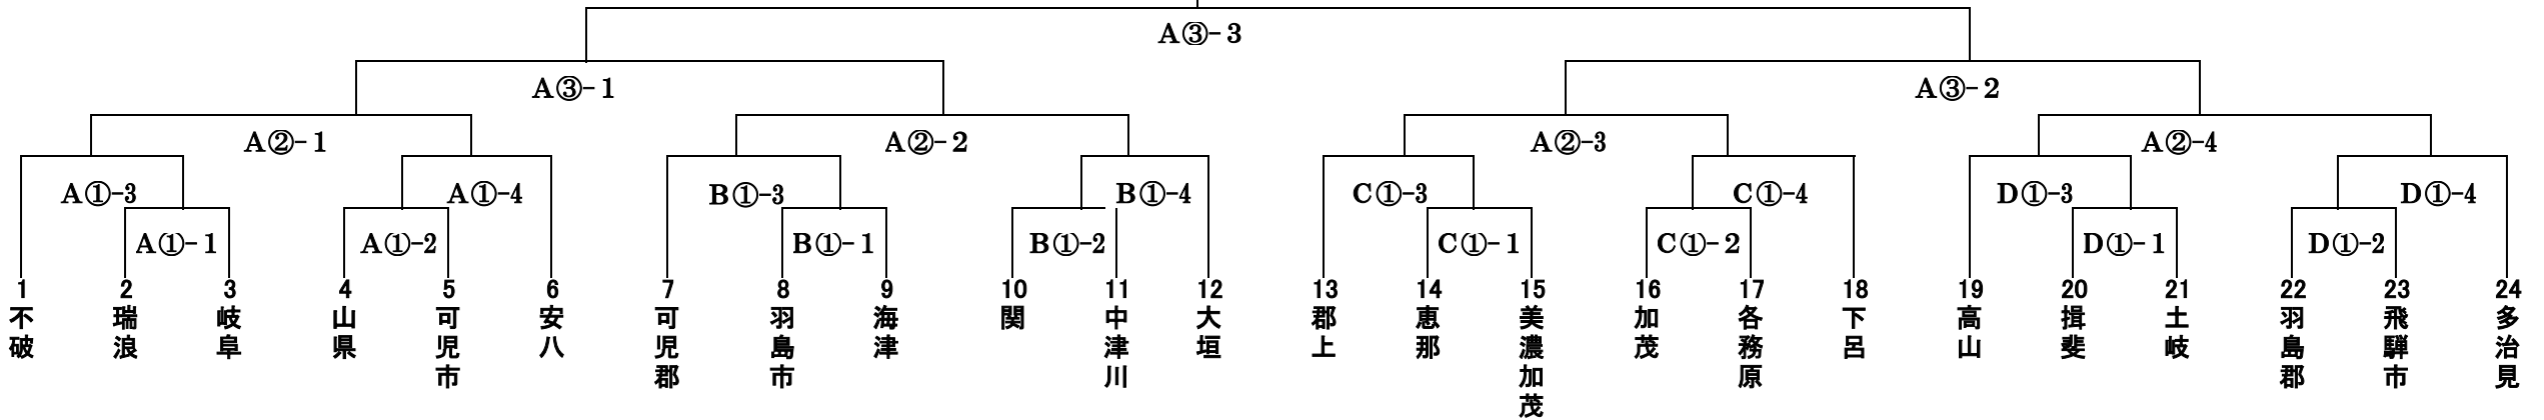 A③-3
A③-1
A③-2
A②-1
A②-2
A②-3
A②-4
A①-3
A①-4
B①-3
B①-4
C①-3
C①-4
D①-3
D①-4
A①-1
A①-2
B①-1
B①-2
C①-1
C①-2
D①-1
D①-2
1
不破
2
瑞浪
3
岐阜
4
山県
5
可児市
6
安八
7
可児郡
8
羽島市
9
海津
10
関
11
中津川
12
大垣
13
郡上
14
恵那
15
美濃加茂
16
加茂
17
各務原
18
下呂
19
高山
20
揖斐
21
土岐
22
羽島郡
23
飛騨市
24
多治見